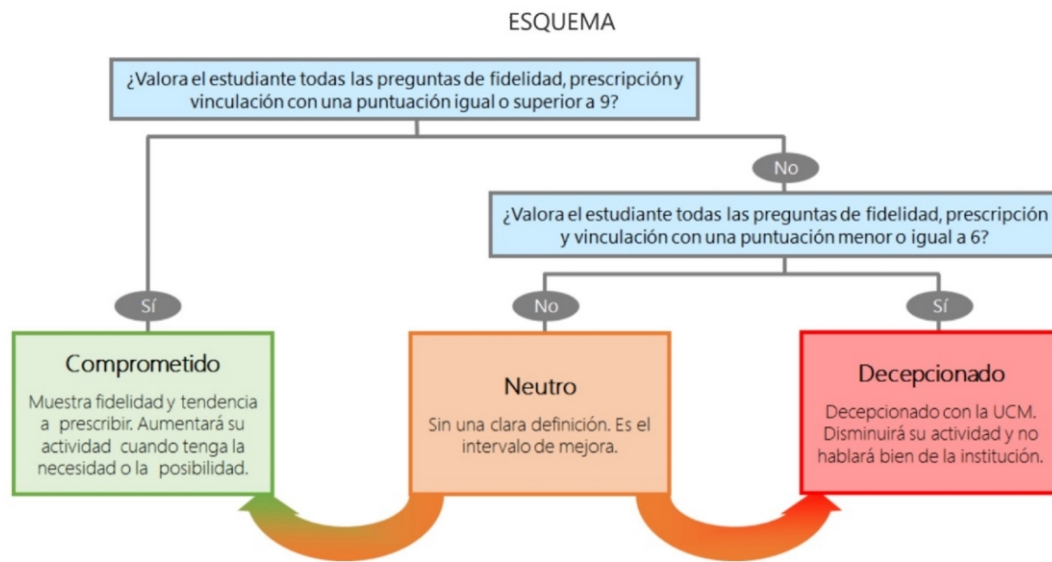 ESQUEMA
¿Valora el estudiante todas las preguntas de fidelidad, prescripción y
vinculación con una puntuación igual o superior a 9?
No
¿Valora el estudiante todas las preguntas de fidelidad, prescripción
y vinculación con una puntuación menor o igual a 6?
Sí
No
Sí
Comprometido
Muestra fidelidad y tendencia
a prescribir. Aumentará su
actividad cuando tenga la
necesidad o la posibilidad.
Neutro
Sin una clara definición. Es el
intervalo de mejora.
Decepcionado
Decepcionado con la UCM.
Disminuirá su actividad y no
hablará bien de la institución.